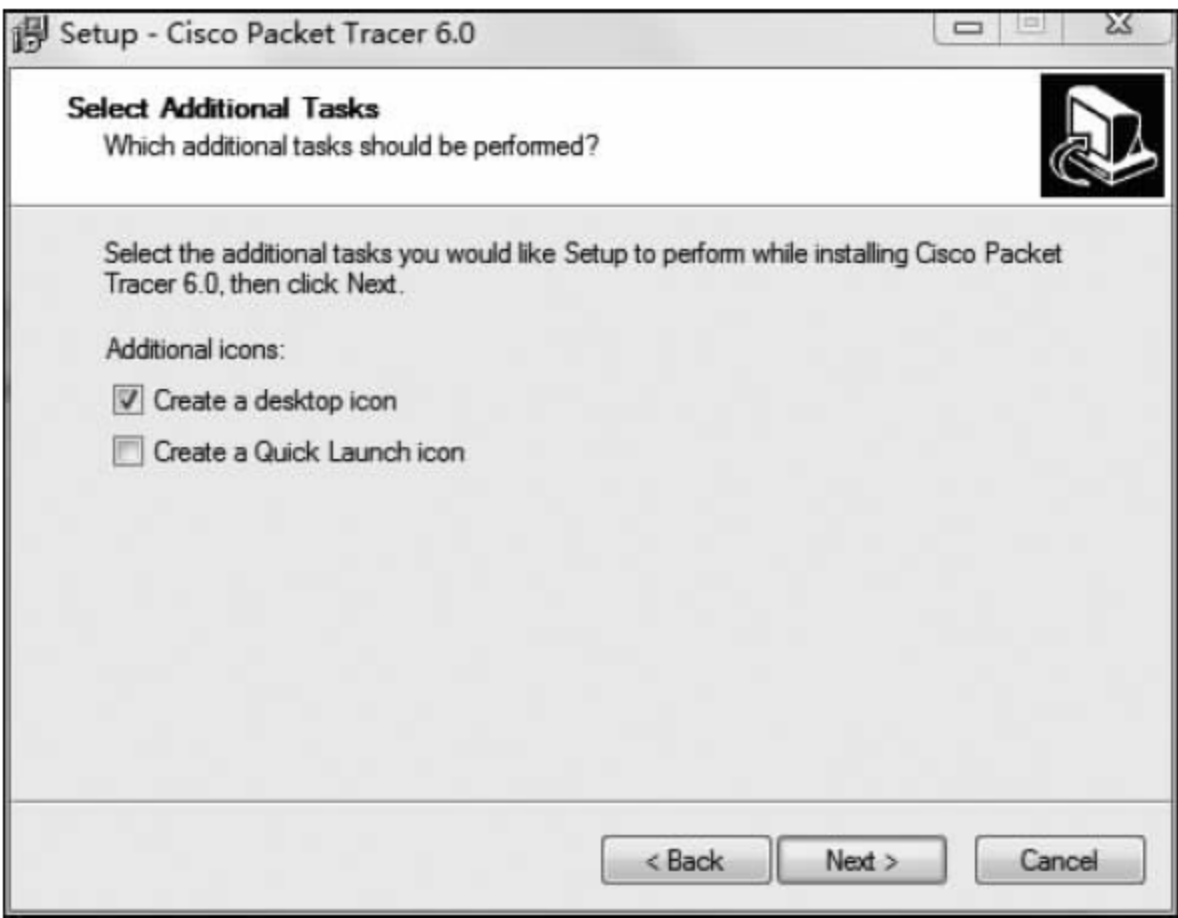 Setup - Cisco Packet Tracer 6.0
Select Additional Tasks
Which additional tasks should be performed?
Select the additional tasks you would like Setup to perform while installing Cisco Packet
Tracer 6.0, then click Next.
Additional icons:
Create a desktop icon
Create a Quick Launch icon
< Back
Next >
Cancel